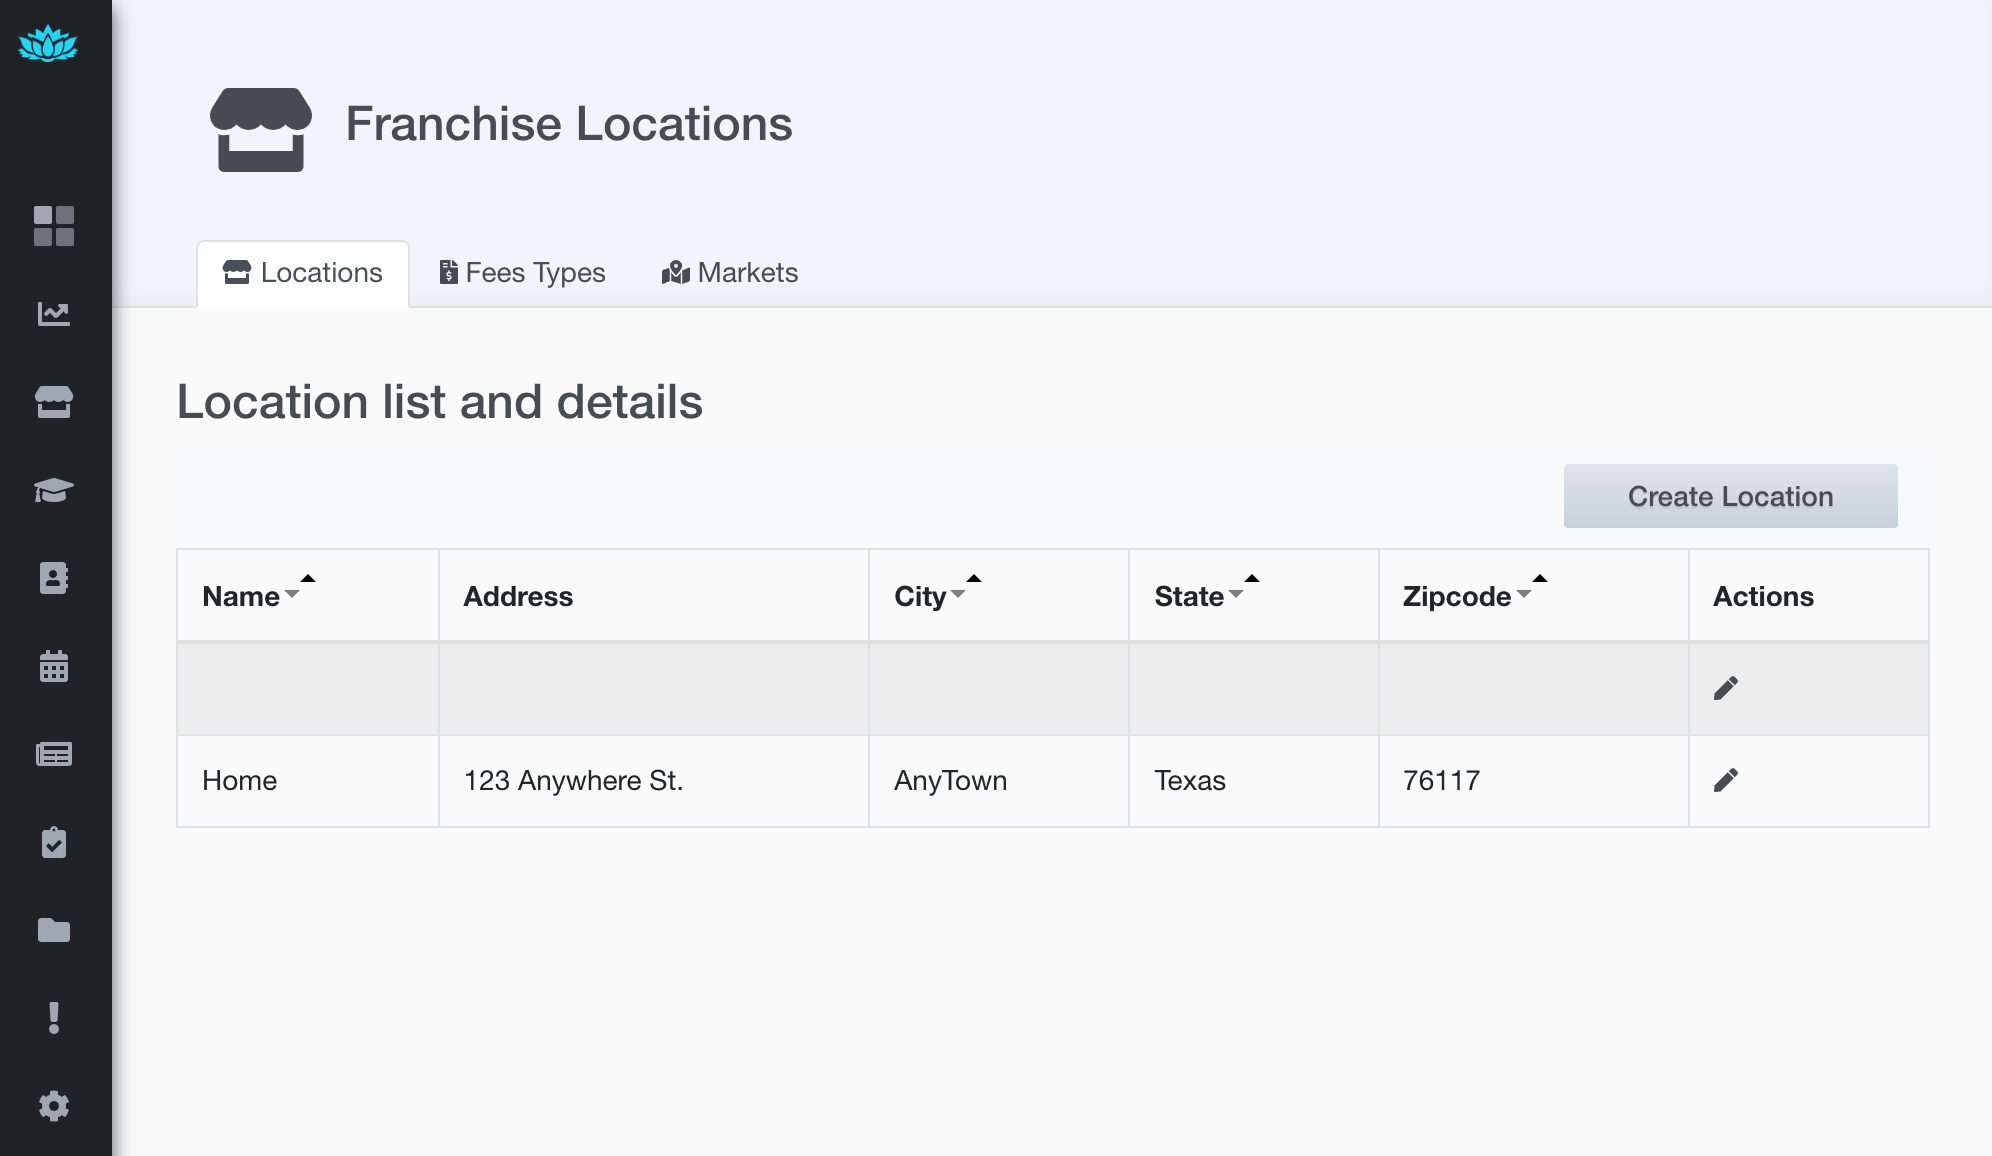 Franchise Locations
Locations Fees Types Markets
Location list and details
Create Location
Name Address City State Zipcode Actions
Home 123 Anywhere St. AnyTown Texas 76117